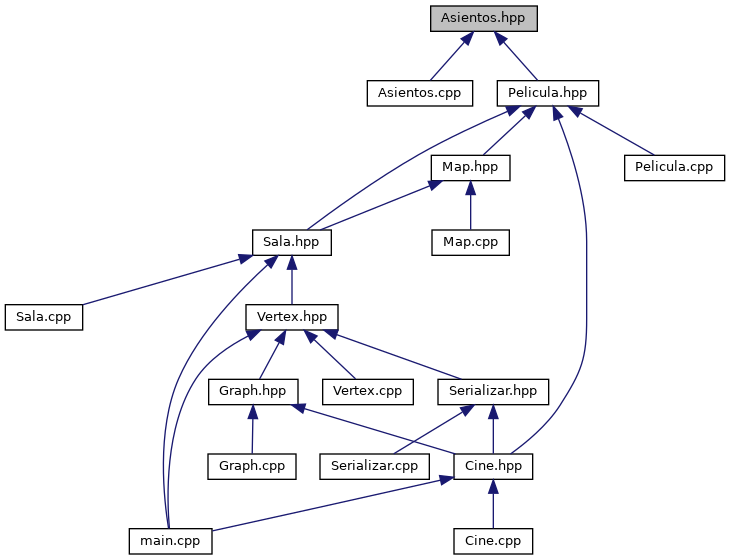 Asientos.hpp
Asientos.cpp
Pelicula.hpp
Map.hpp
Pelicula.cpp
Sala.hpp
Map.cpp
Sala.cpp
Vertex.hpp
Graph.hpp
Vertex.cpp
Serializar.hpp
Graph.cpp
Serializar.cpp
Cine.hpp
main.cpp
Cine.cpp